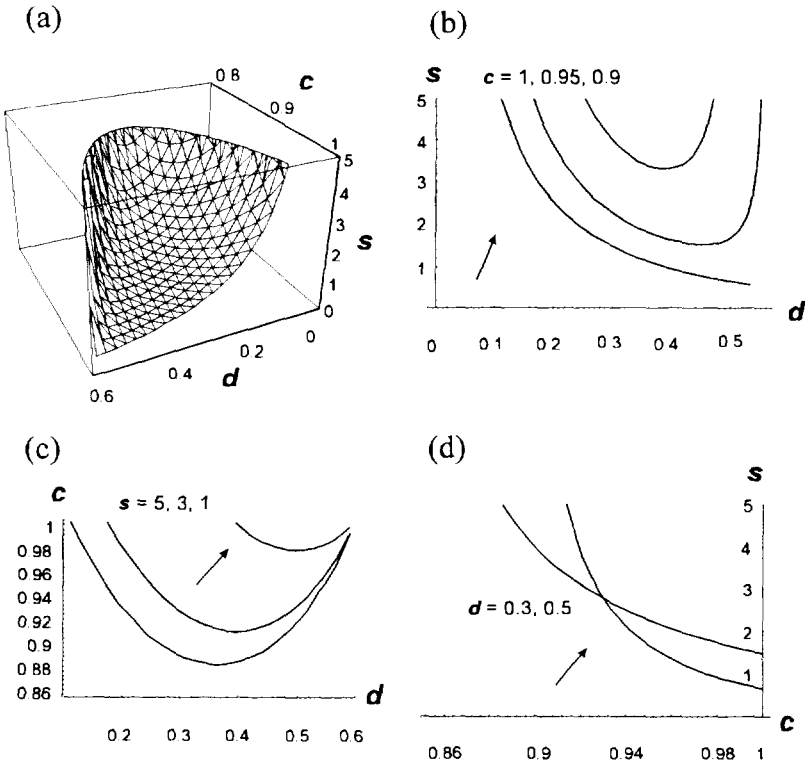 (a)
c
0.8
0.9
1
5
4
3
s
2
1
0
0
0.2
0.4
d
0.6
(b)
s
c = 1, 0.95, 0.9
5
4
3
2
1
d
0 0.1 0.2 0.3 0.4 0.5
(c)
c
s = 5, 3, 1
1
0.98
0.96
0.94
0.92
0.9
0.88
0.86
d
0.2 0.3 0.4 0.5 0.6
(d)
s
5
4
3
d = 0.3, 0.5
2
1
c
0.86 0.9 0.94 0.98 1